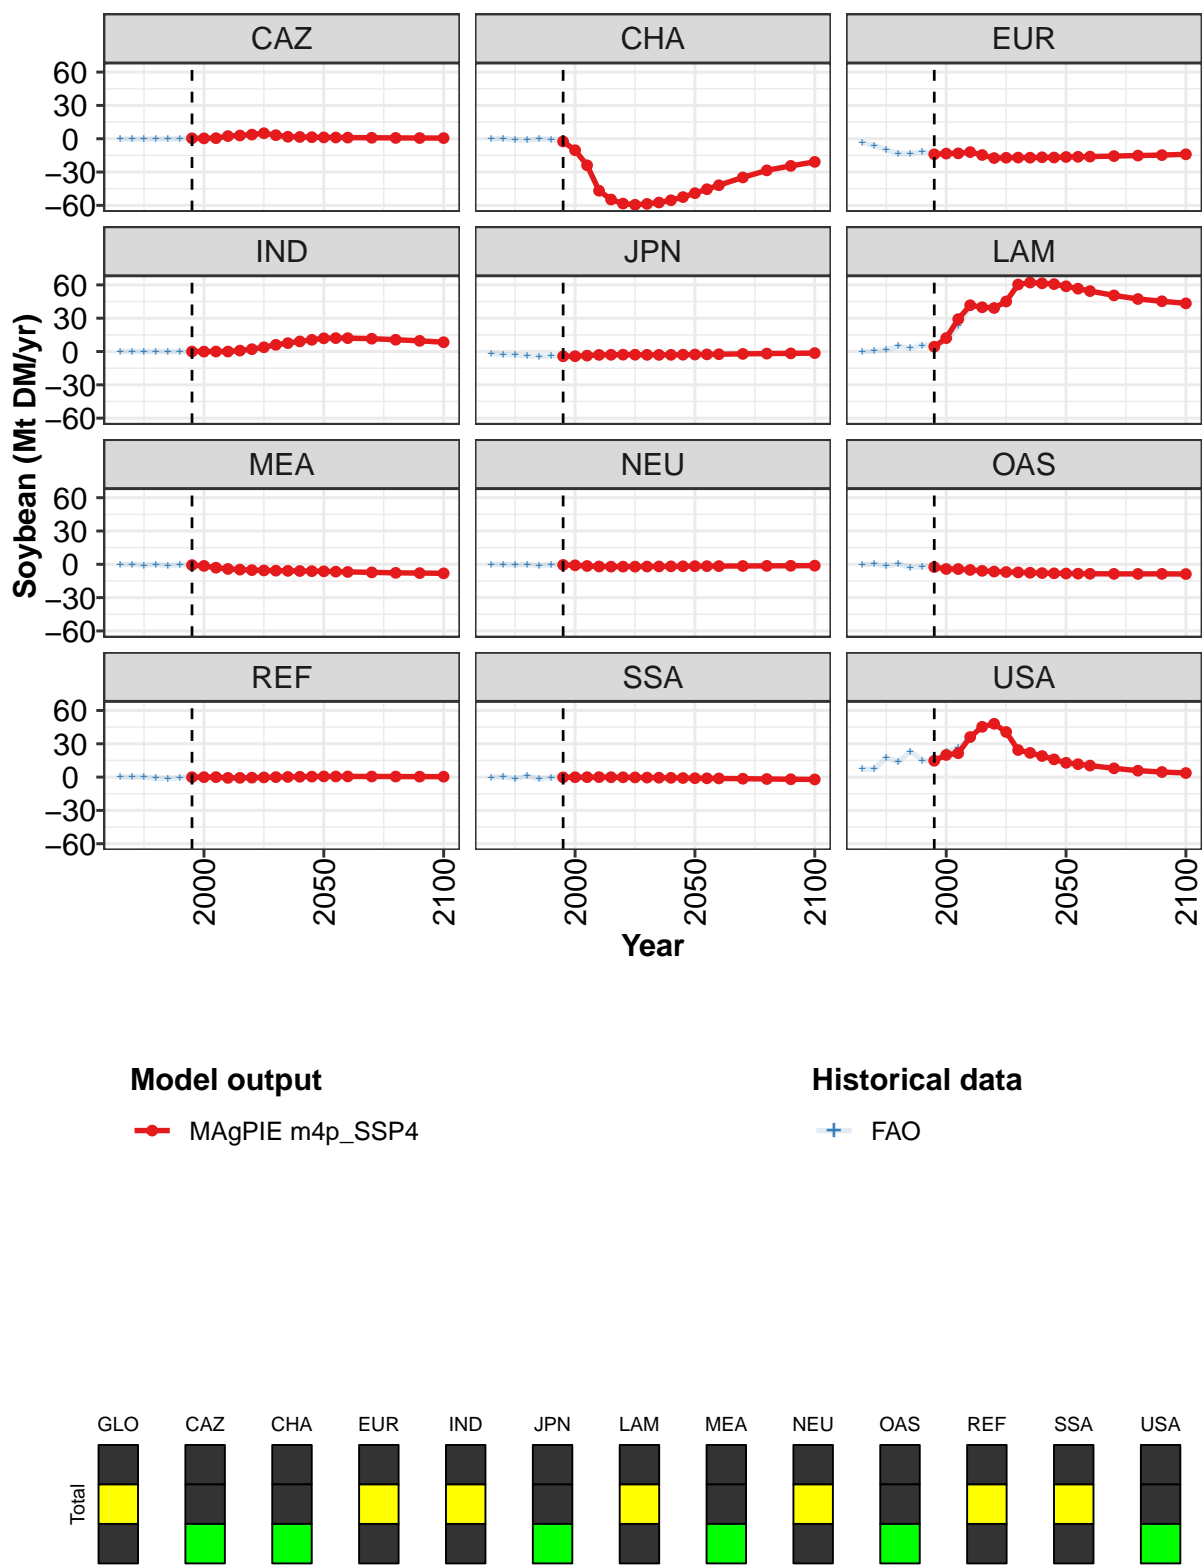 CAZ CHA EUR
60
30
0
−30
−60
IND JPN LAM
60
30
0
−30
−60
MEA NEU OAS
60
30
0
−30
−60
REF SSA USA
60
30
0
−30
−60
Soybean (Mt DM/yr)
2000 2050 2100 2000 2050 2100 2000 2050 2100
Year
Model output Historical data
MAgPIE m4p_SSP4 FAO
GLO CAZ CHA EUR IND JPN LAM MEA NEU OAS REF SSA USA
Total